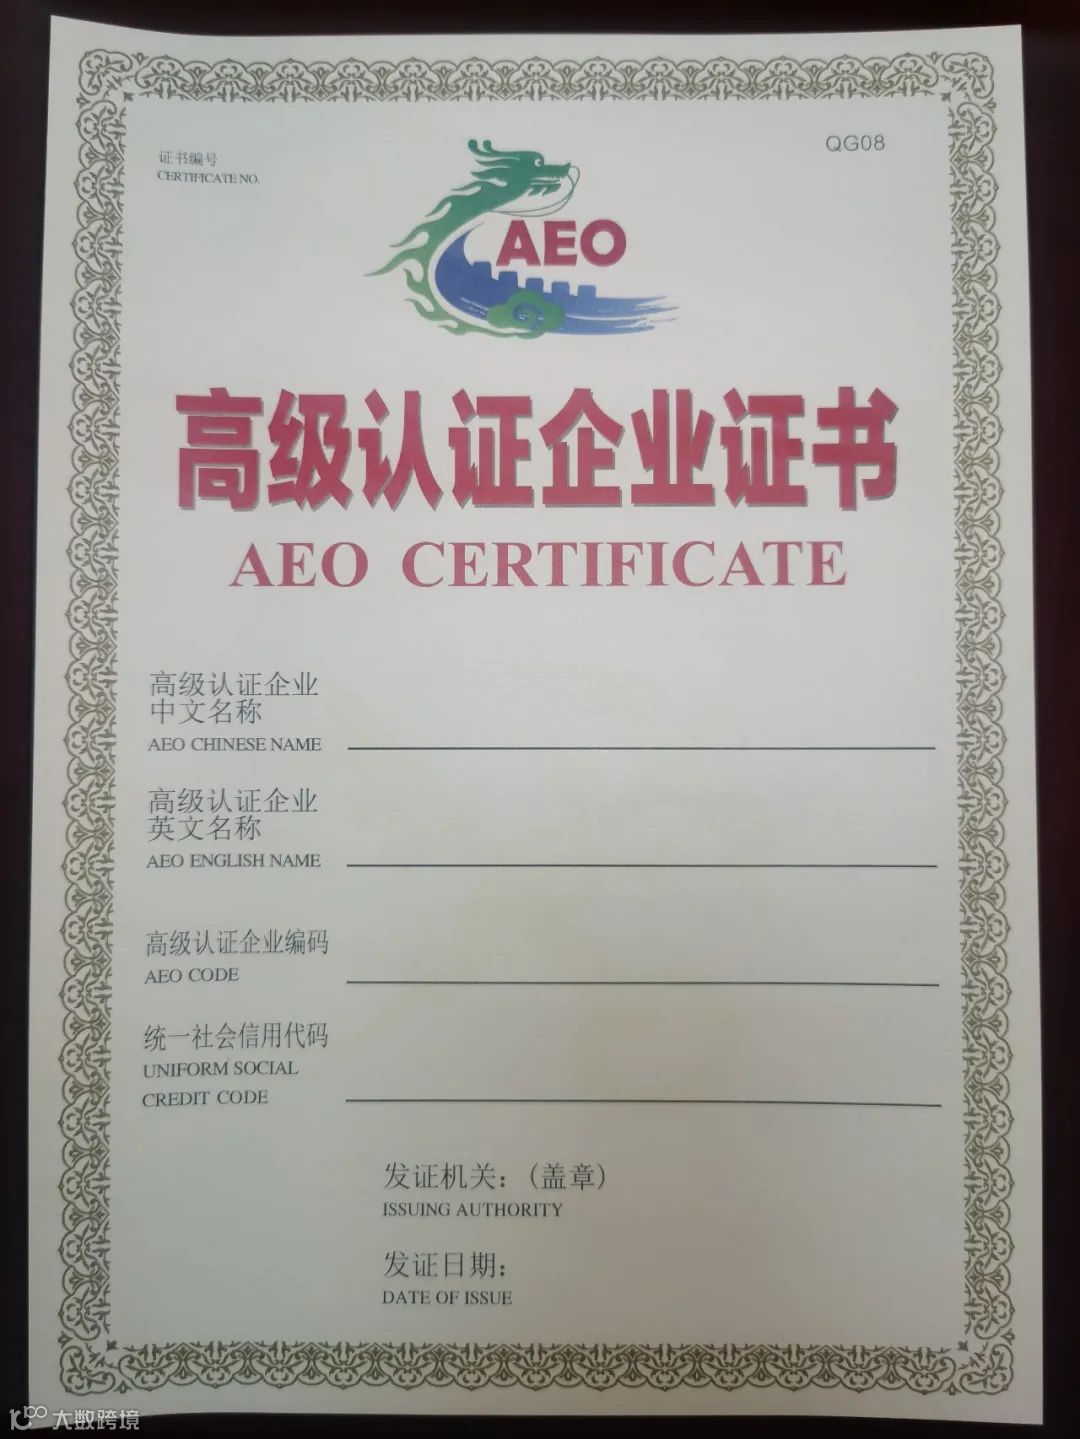 证书编号
CERTIFICATE NO.
QG08
AEO
高级认证企业证书
AEO CERTIFICATE
高级认证企业
中文名称
AEO CHINESE NAME
高级认证企业
英文名称
AEO ENGLISH NAME
高级认证企业编码
AEO CODE
统一社会信用代码
UNIFORM SOCIAL
CREDIT CODE
发证机关：（盖章）
ISSUING AUTHORITY
发证日期：
DATE OF ISSUE
大数跨境